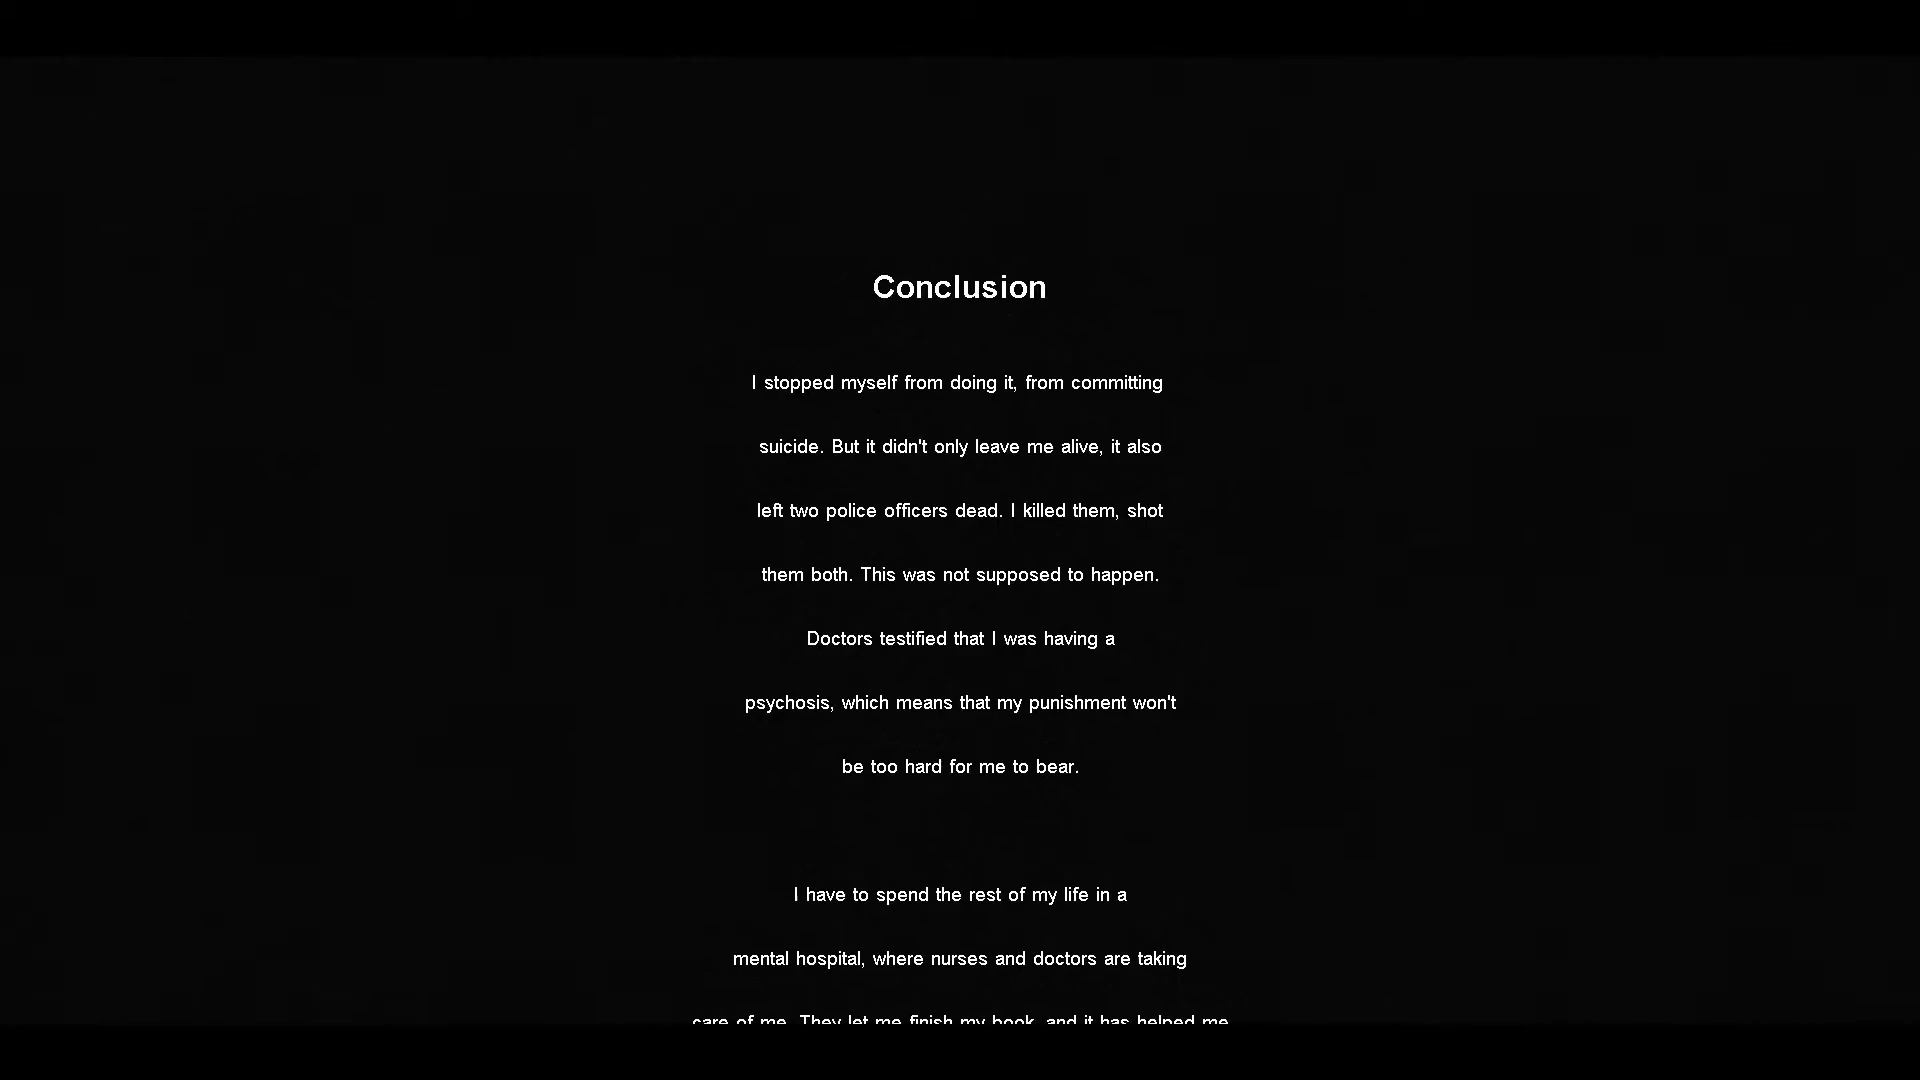 Conclusion
I stopped myself from doing it, from committing
suicide. But it didn't only leave me alive, it also
left two police officers dead. I killed them, shot
them both. This was not supposed to happen.
Doctors testified that I was having a
psychosis, which means that my punishment won't
be too hard for me to bear.
I have to spend the rest of my life in a
mental hospital, where nurses and doctors are taking
care of me. They let me finish my book, and it has helped me